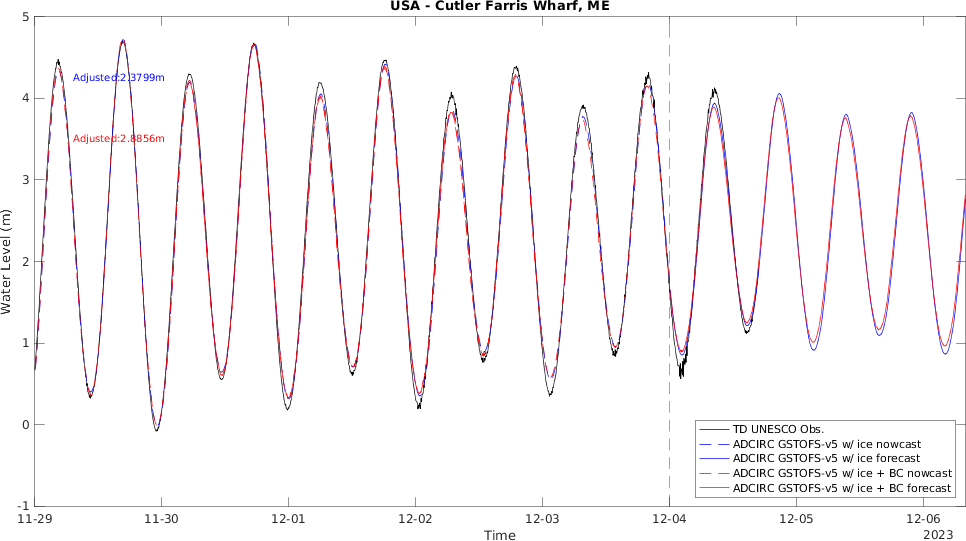 USA - Cutler Farris Wharf, ME
5
Adjusted:2.3799m
4
Adjusted:2.8856m
3
Water Level (m)
2
1
0
-1
TD UNESCO Obs.
ADCIRC GSTOFS-v5 w/ ice nowcast
ADCIRC GSTOFS-v5 w/ ice forecast
ADCIRC GSTOFS-v5 w/ ice + BC nowcast
ADCIRC GSTOFS-v5 w/ ice + BC forecast
11-29 11-30 12-01 12-02 12-03 12-04 12-05 12-06
Time
2023